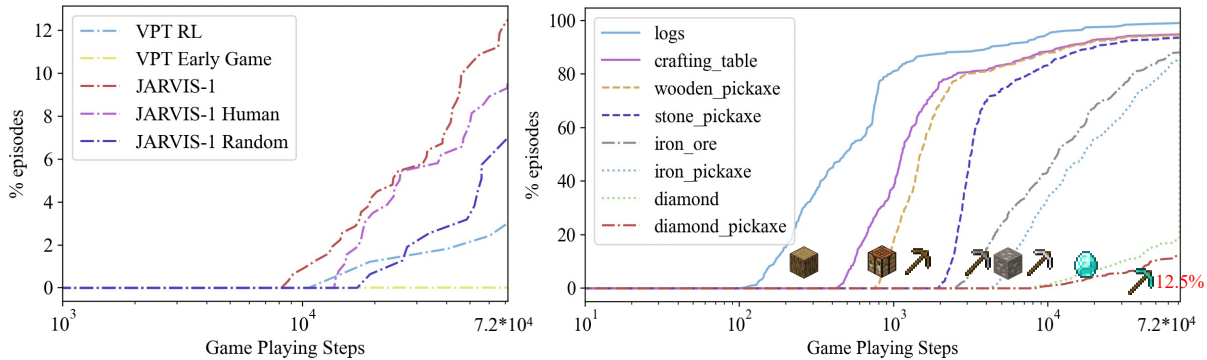 12
10
8
6
4
2
0
% episodes
VPT RL
VPT Early Game
JARVIS-1
JARVIS-1 Human
JARVIS-1 Random
10^3
10^4
7.2*10^4
Game Playing Steps
100
80
60
40
20
0
% episodes
logs
crafting_table
wooden_pickaxe
stone_pickaxe
iron_ore
iron_pickaxe
diamond
diamond_pickaxe
12.5%
10^1
10^2
10^3
10^4
7.2*10^4
Game Playing Steps